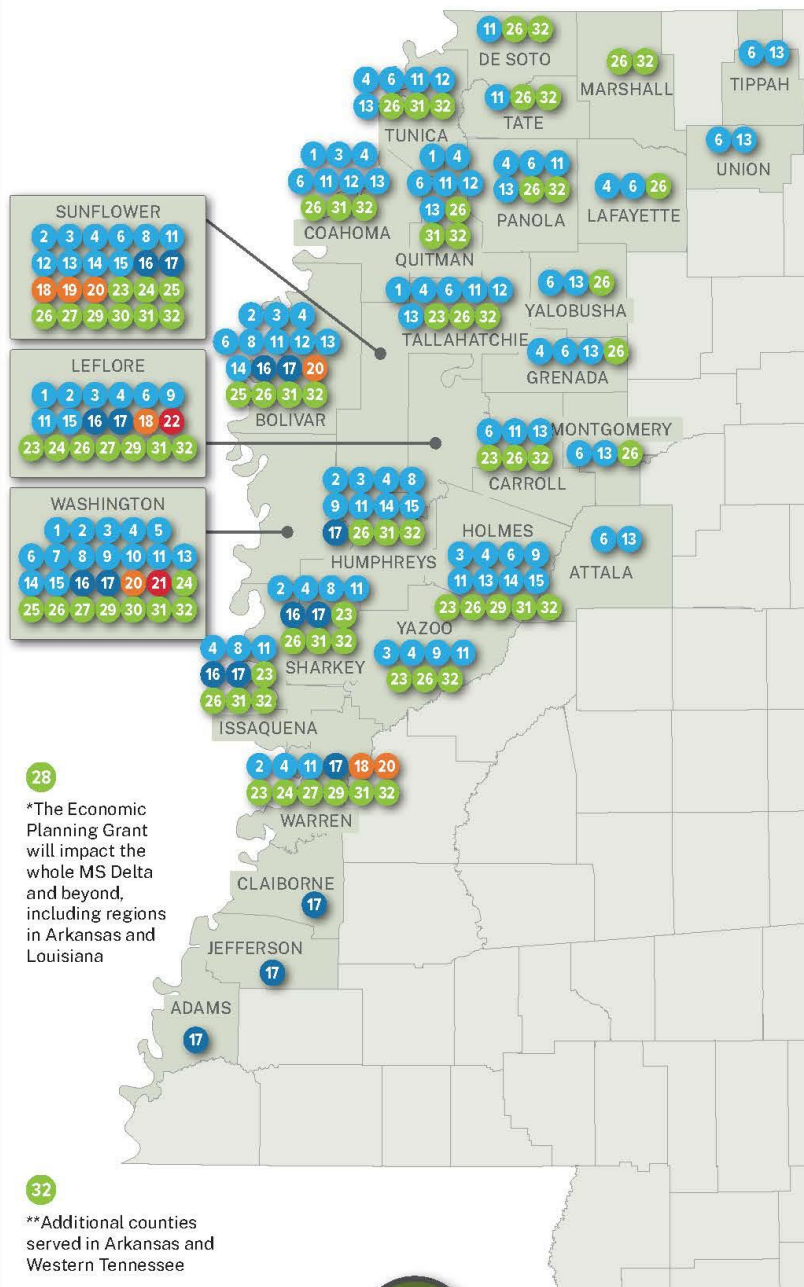 11 26 32
DE SOTO
26 32
MARSHALL
6 13
TIPPAH
4 6 11 12
13 26 31 32
TUNICA
11 26 32
TATE
6 13
UNION
1 3 4
6 11 12 13
26 31 32
COAHOMA
1 4
6 11 12
13 26
31 32
QUITMAN
4 6 11
13 26 32
PANOLA
4 6 26
LAFAYETTE
SUNFLOWER
2 3 4 6 8 11
12 13 14 15 16 17
18 19 20 23 24 25
26 27 29 30 31 32
1 4 6 11 12
13 23 26 32
TALLAHATCHIE
6 13 26
YALOBUSHA
2 3 4
6 8 11 12 13
14 16 17 20
25 26 31 32
BOLIVAR
4 6 13 26
GRENADA
LEFLORE
1 2 3 4 6 9
11 15 16 17 18 22
23 24 26 27 29 31 32
6 11 13
23 26 32
CARROLL
MONTGOMERY
6 13 26
WASHINGTON
1 2 3 4 5
6 7 8 9 10 11 13
14 15 16 17 20 21 24
25 26 27 29 30 31 32
2 3 4 8
9 11 14 15
17 26 31 32
HUMPHREYS
HOLMES
3 4 6 9
11 13 14 15
23 26 29 31 32
6 13
ATTALA
2 4 8 11
16 17 23
26 31 32
SHARKEY
YAZOO
3 4 9 11
23 26 32
4 8 11
16 17 23
26 31 32
ISSAQUENA
2 4 11 17 18 20
23 24 27 29 31 32
WARREN
28
*The Economic
Planning Grant
will impact the
whole MS Delta
and beyond,
including regions
in Arkansas and
Louisiana
CLAIBORNE
17
JEFFERSON
17
ADAMS
17
32
**Additional counties
served in Arkansas and
Western Tennessee